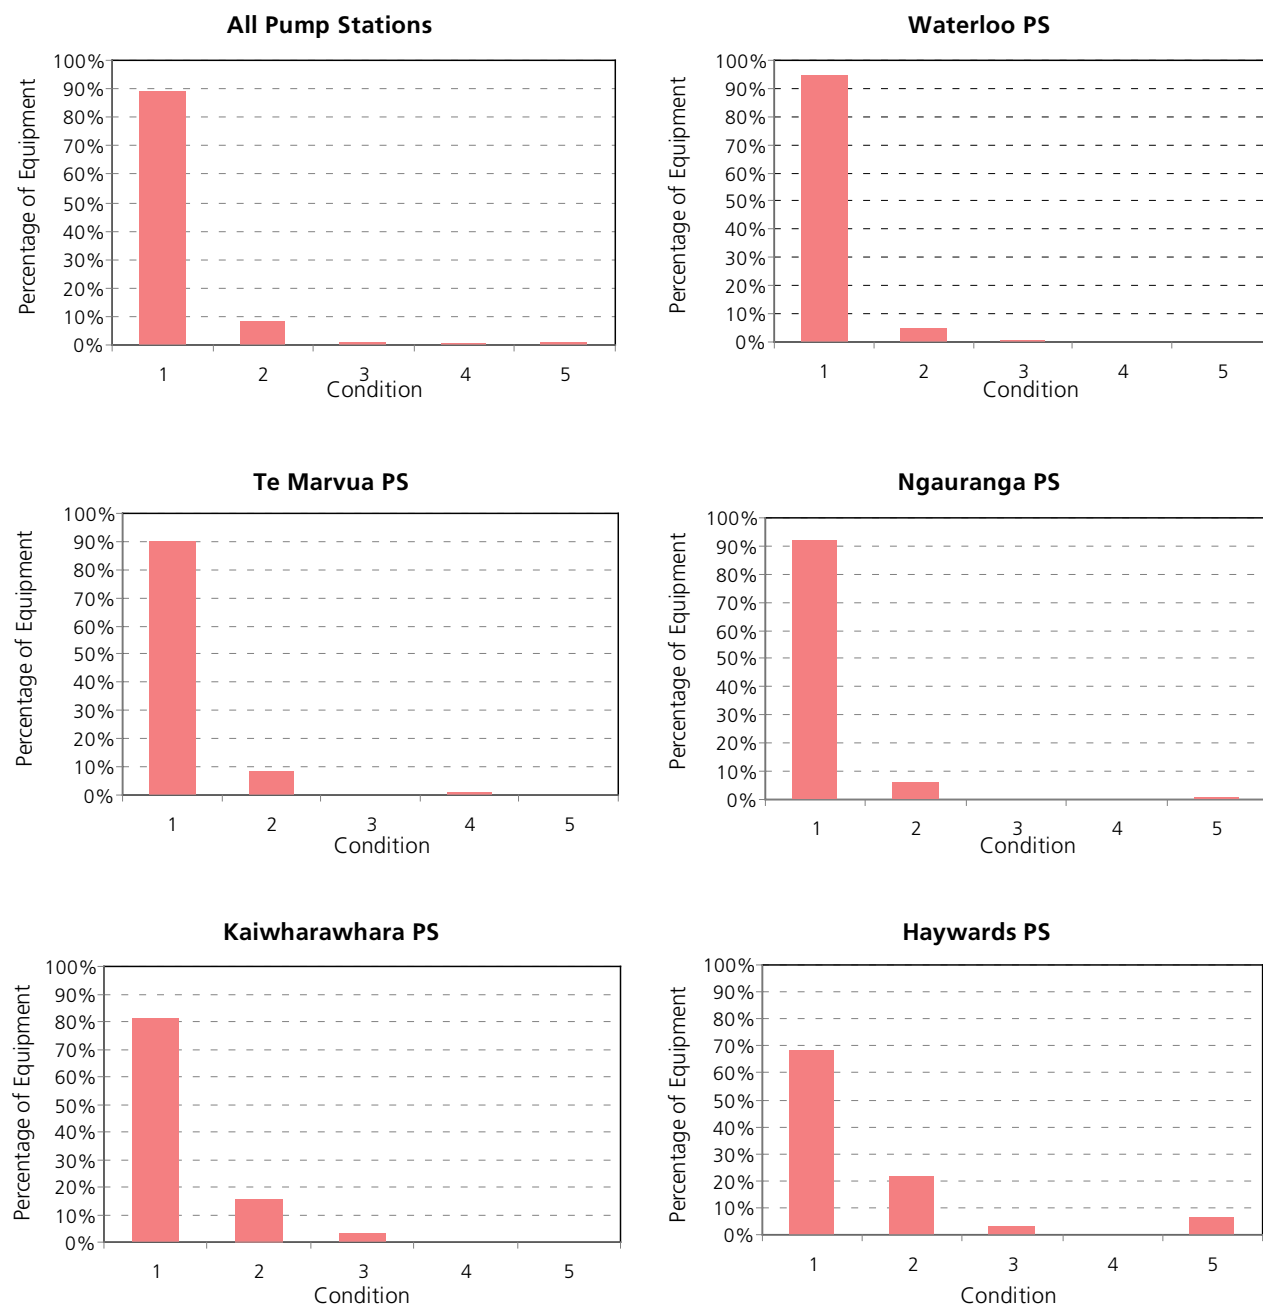 All Pump Stations
Percentage of Equipment
100%
90%
80%
70%
60%
50%
40%
30%
20%
10%
0%
1 2 3 4 5
Condition
Waterloo PS
Percentage of Equipment
100%
90%
80%
70%
60%
50%
40%
30%
20%
10%
0%
1 2 3 4 5
Condition
Te Marvua PS
Percentage of Equipment
100%
90%
80%
70%
60%
50%
40%
30%
20%
10%
0%
1 2 3 4 5
Condition
Ngauranga PS
Percentage of Equipment
100%
90%
80%
70%
60%
50%
40%
30%
20%
10%
0%
1 2 3 4 5
Condition
Kaiwharawhara PS
Percentage of Equipment
100%
90%
80%
70%
60%
50%
40%
30%
20%
10%
0%
1 2 3 4 5
Condition
Haywards PS
Percentage of Equipment
100%
90%
80%
70%
60%
50%
40%
30%
20%
10%
0%
1 2 3 4 5
Condition